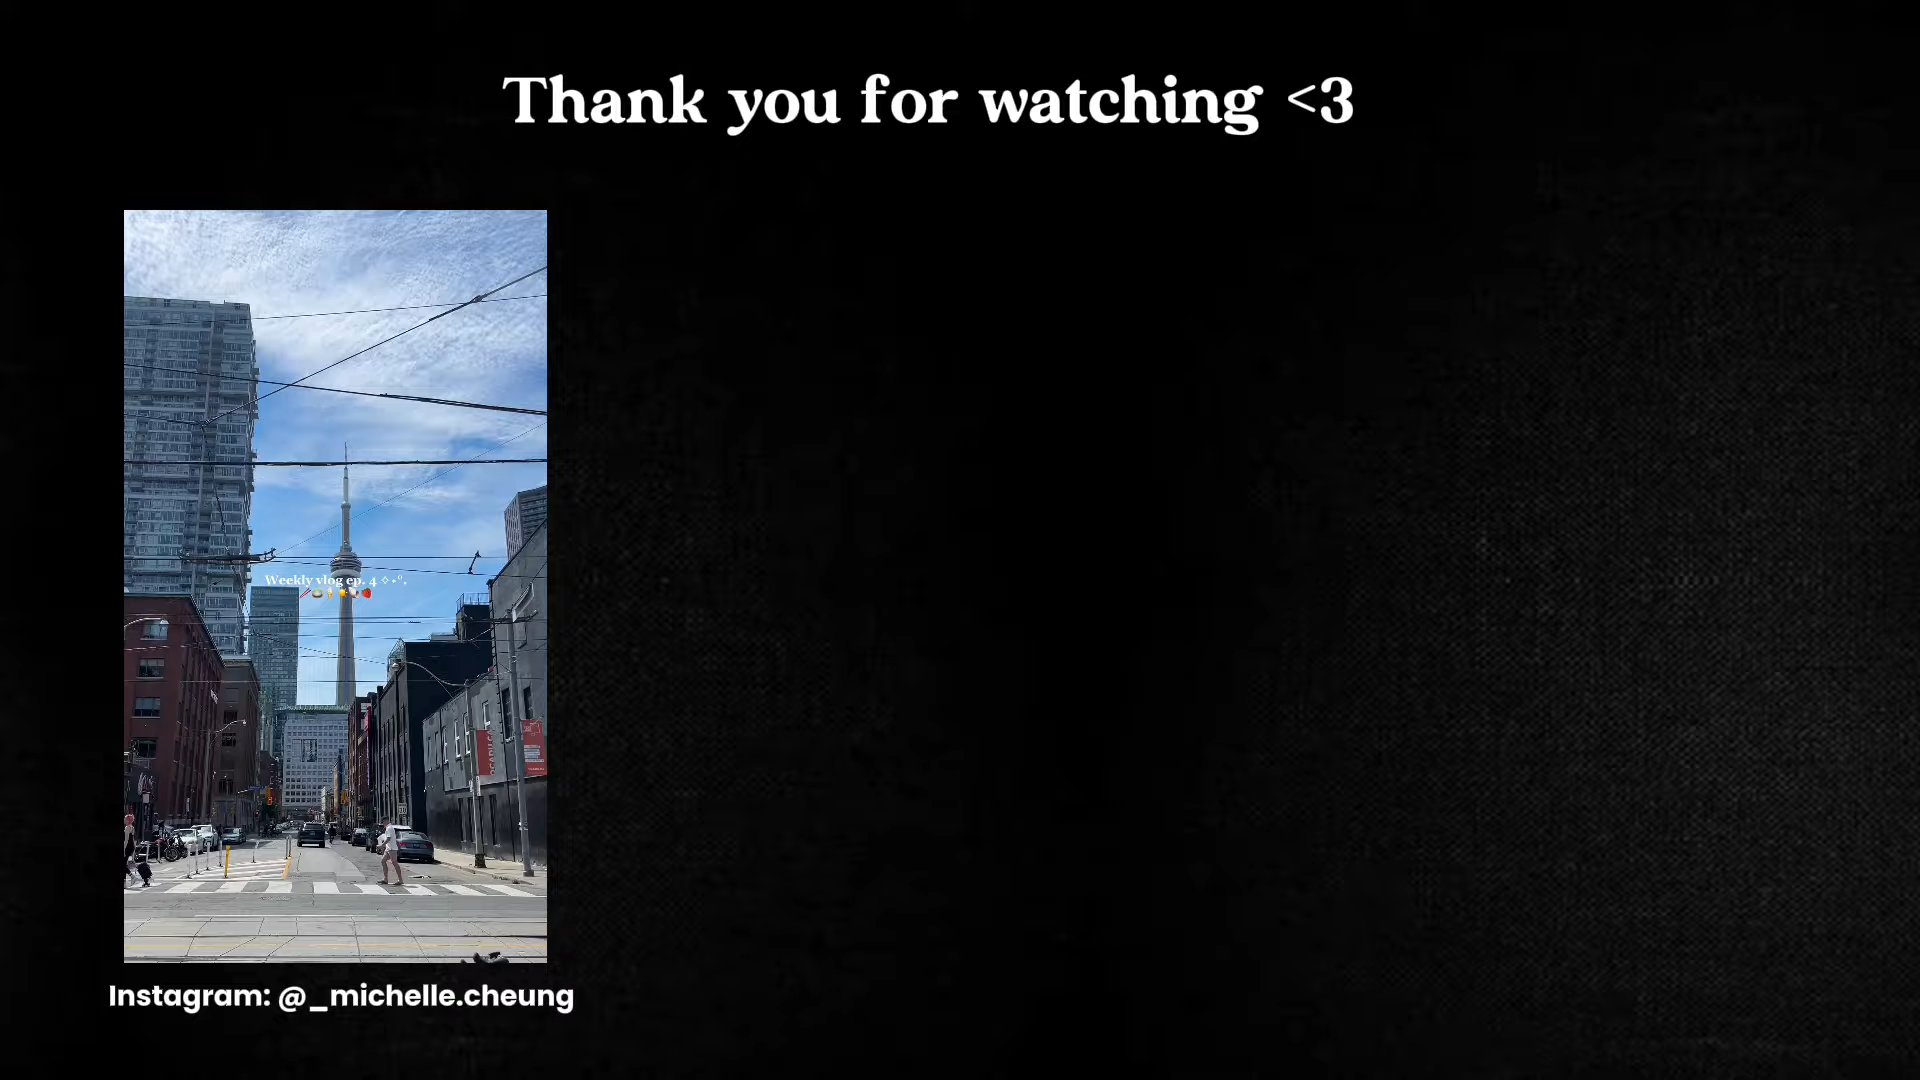 Thank you for watching <3
Weekly vlog ep. 4 ✧˖°.
🥢🍵🍦☀️🐚🍓
Instagram: @_michelle.cheung